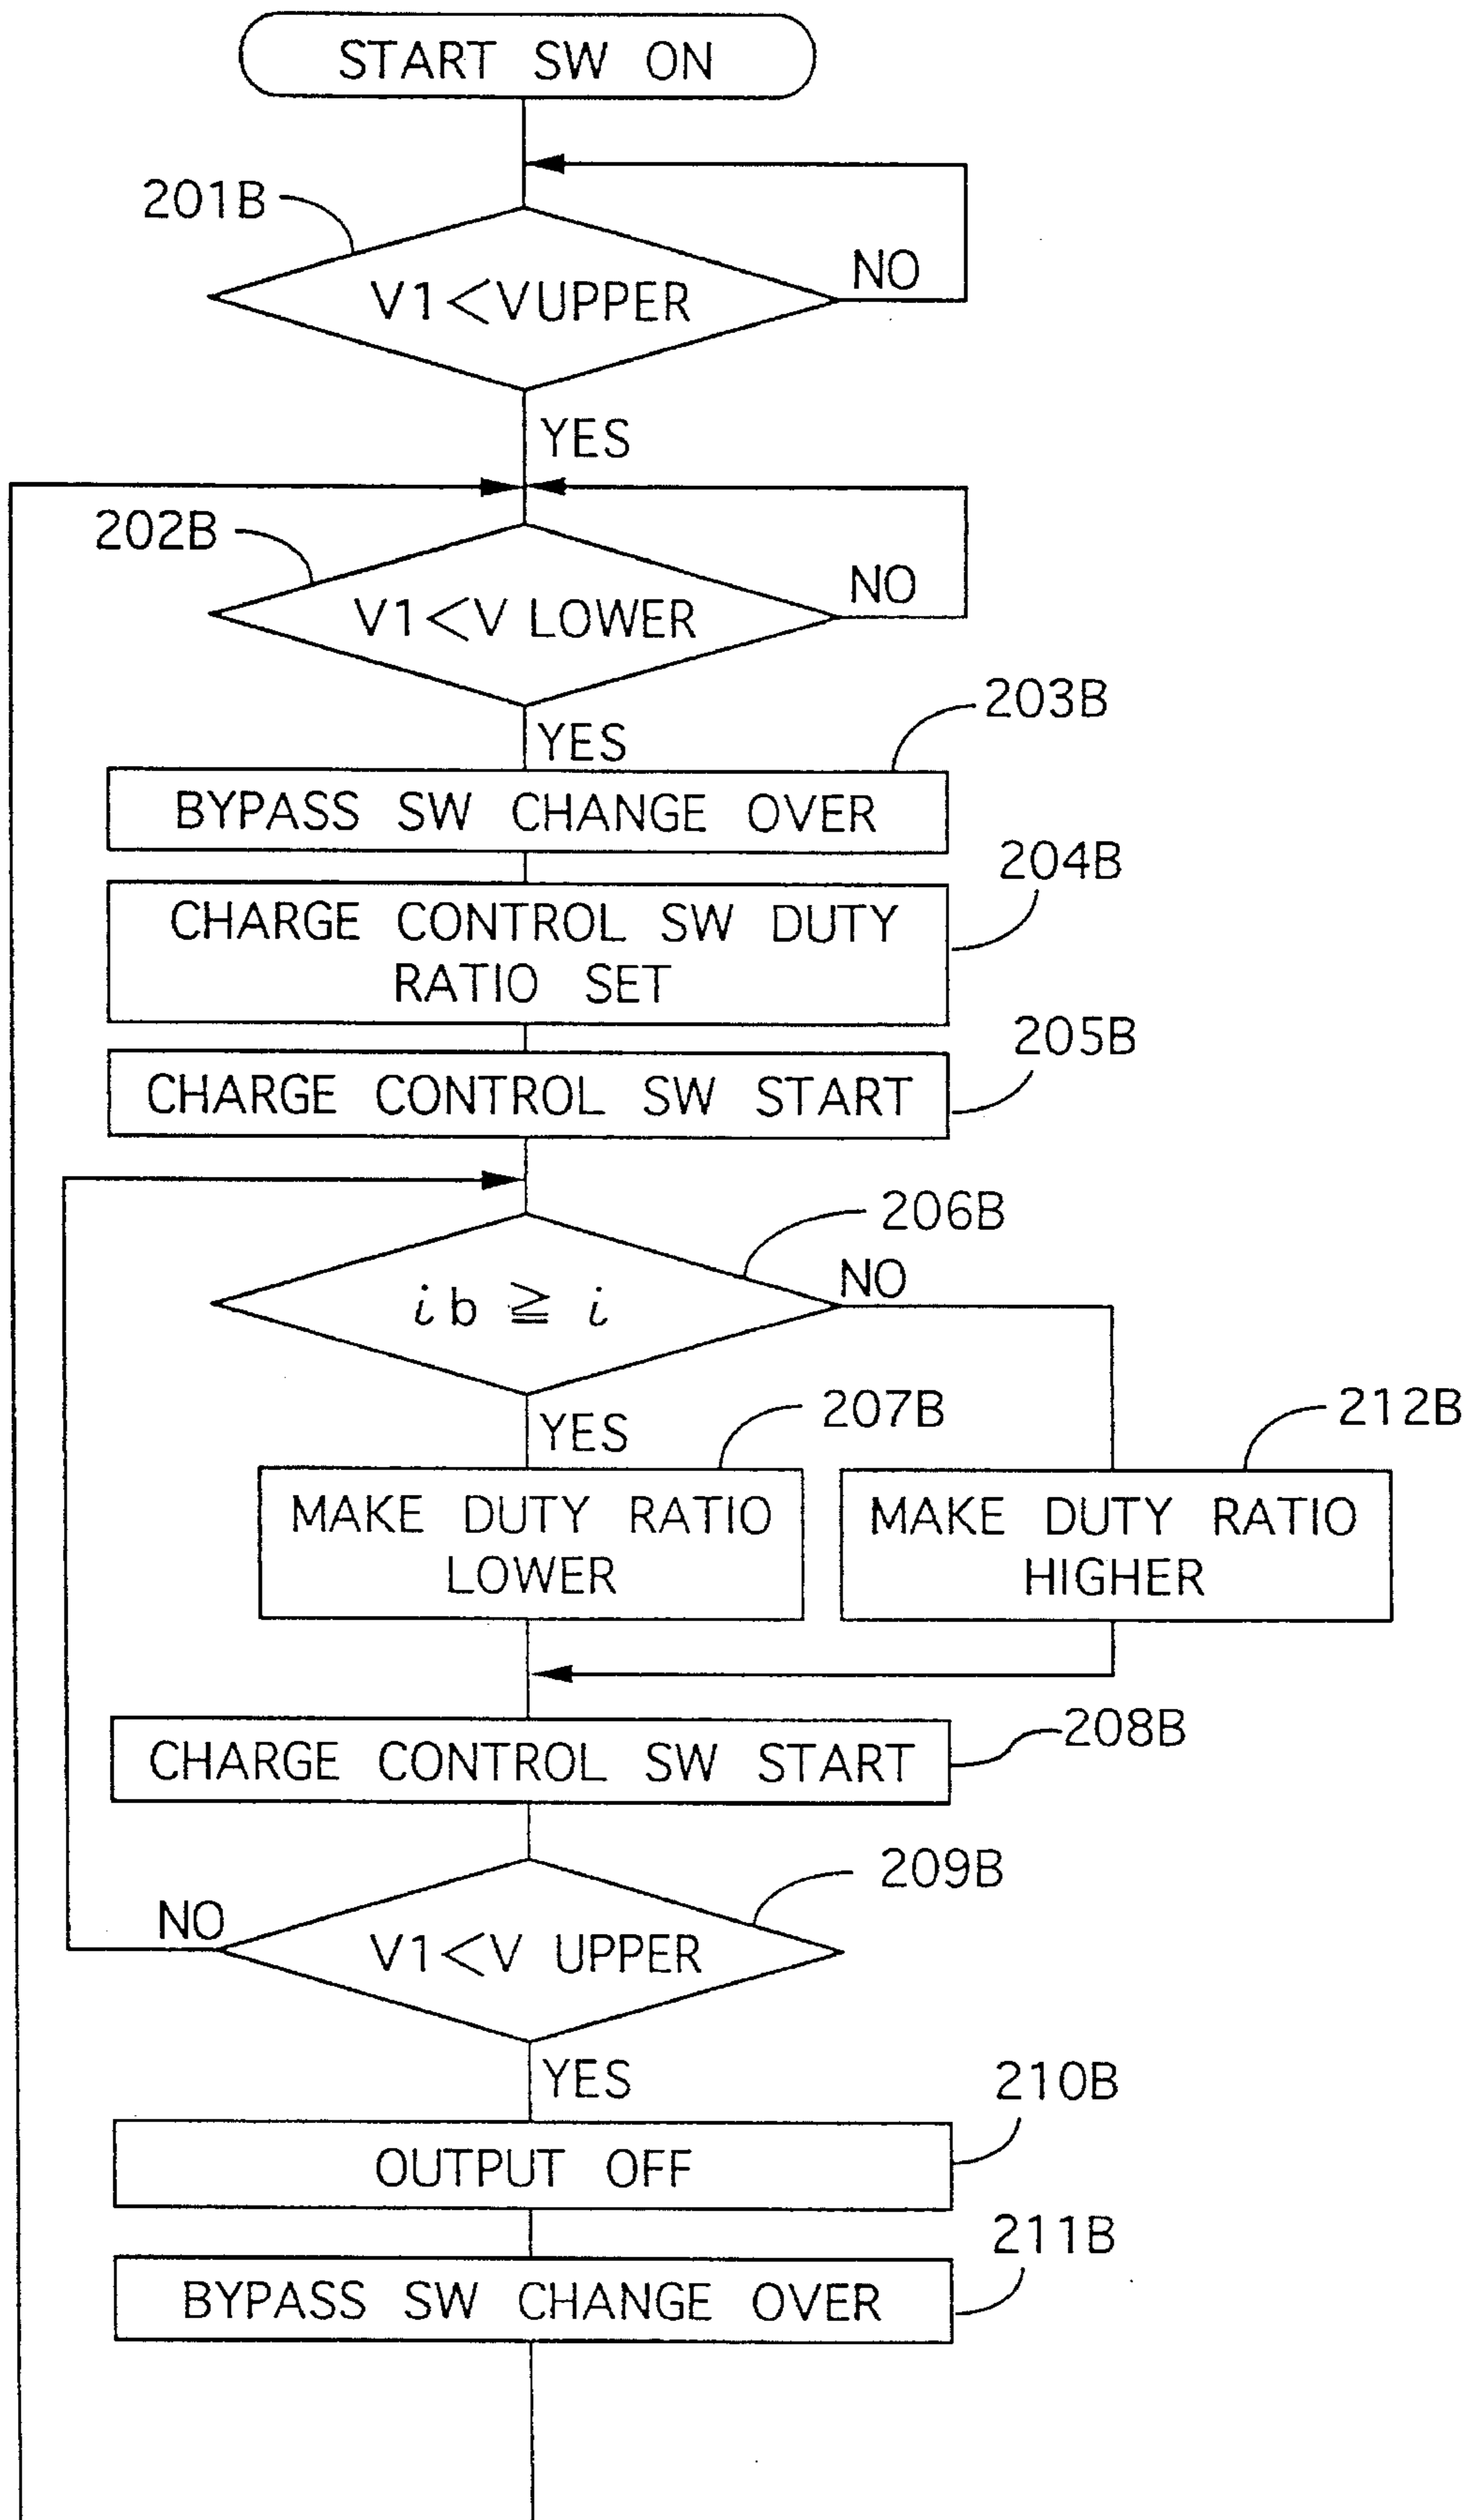 START SW ON
201B
V1<VUPPER
NO
YES
202B
V1<V LOWER
NO
YES
203B
BYPASS SW CHANGE OVER
204B
CHARGE CONTROL SW DUTY
RATIO SET
205B
CHARGE CONTROL SW START
206B
ib ≧ i
NO
YES
207B
212B
MAKE DUTY RATIO
LOWER
MAKE DUTY RATIO
HIGHER
208B
CHARGE CONTROL SW START
209B
NO
V1<V UPPER
YES
210B
OUTPUT OFF
211B
BYPASS SW CHANGE OVER